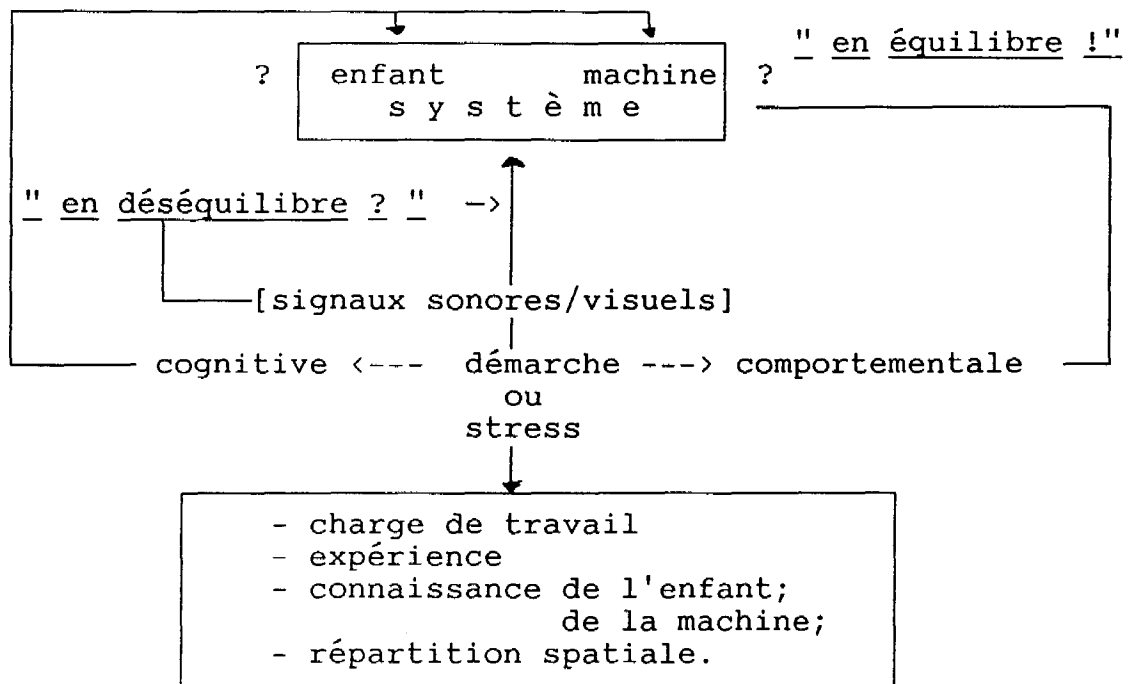 " en équilibre !"
? enfant machine ?
s y s t è m e
" en déséquilibre ? " —>
[signaux sonores/visuels]
cognitive <--- démarche ---> comportementale
ou
stress
- charge de travail
- expérience
- connaissance de l'enfant;
de la machine;
- répartition spatiale.